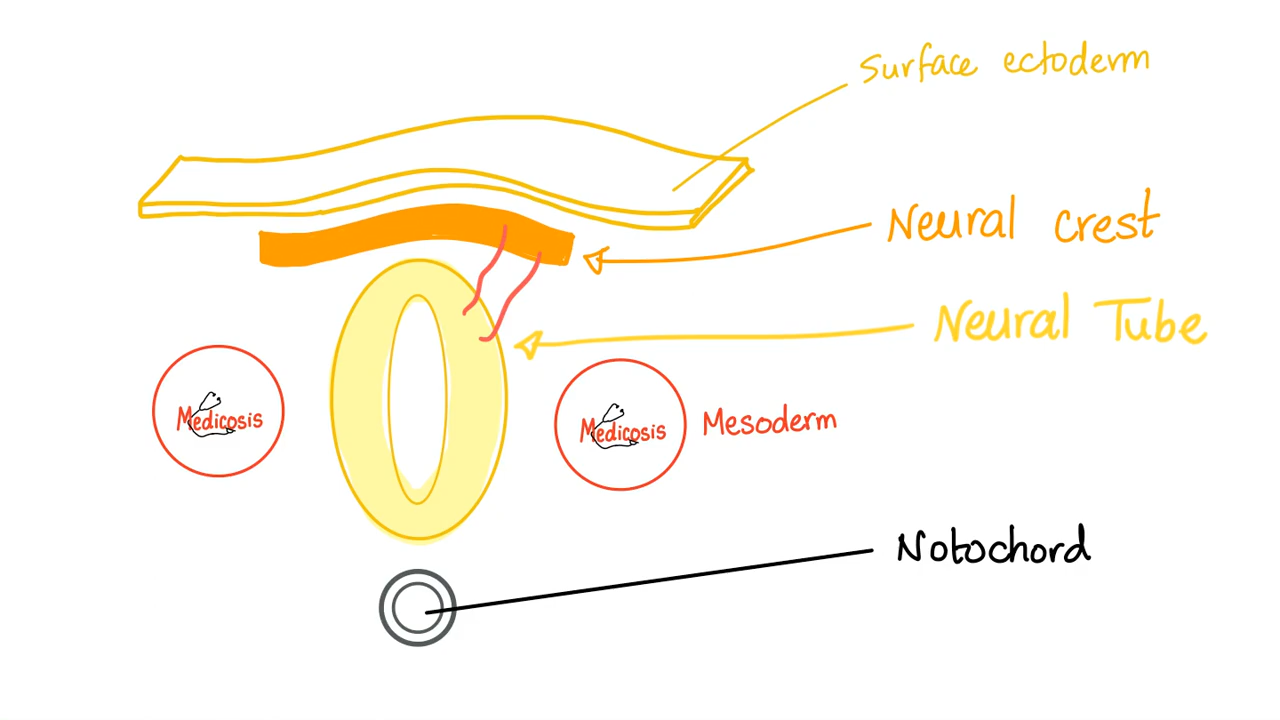 Surface ectoderm
Neural crest
Neural Tube
Medicosis
Medicosis
Mesoderm
Notochord